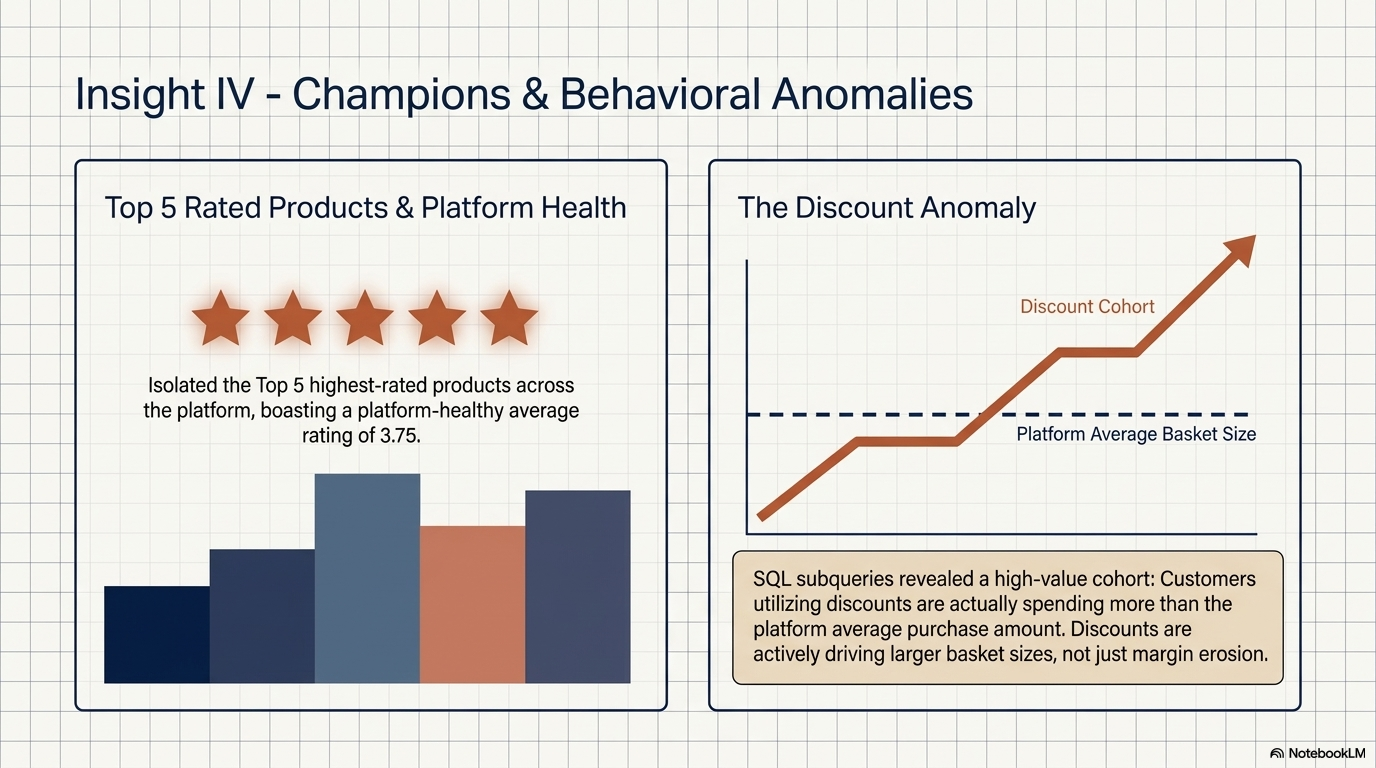 Insight IV - Champions & Behavioral Anomalies
Top 5 Rated Products & Platform Health
Isolated the Top 5 highest-rated products across
the platform, boasting a platform-healthy average
rating of 3.75.
The Discount Anomaly
Discount Cohort
Platform Average Basket Size
SQL subqueries revealed a high-value cohort: Customers
utilizing discounts are actually spending more than the
platform average purchase amount. Discounts are
actively driving larger basket sizes, not just margin erosion.
NotebookLM